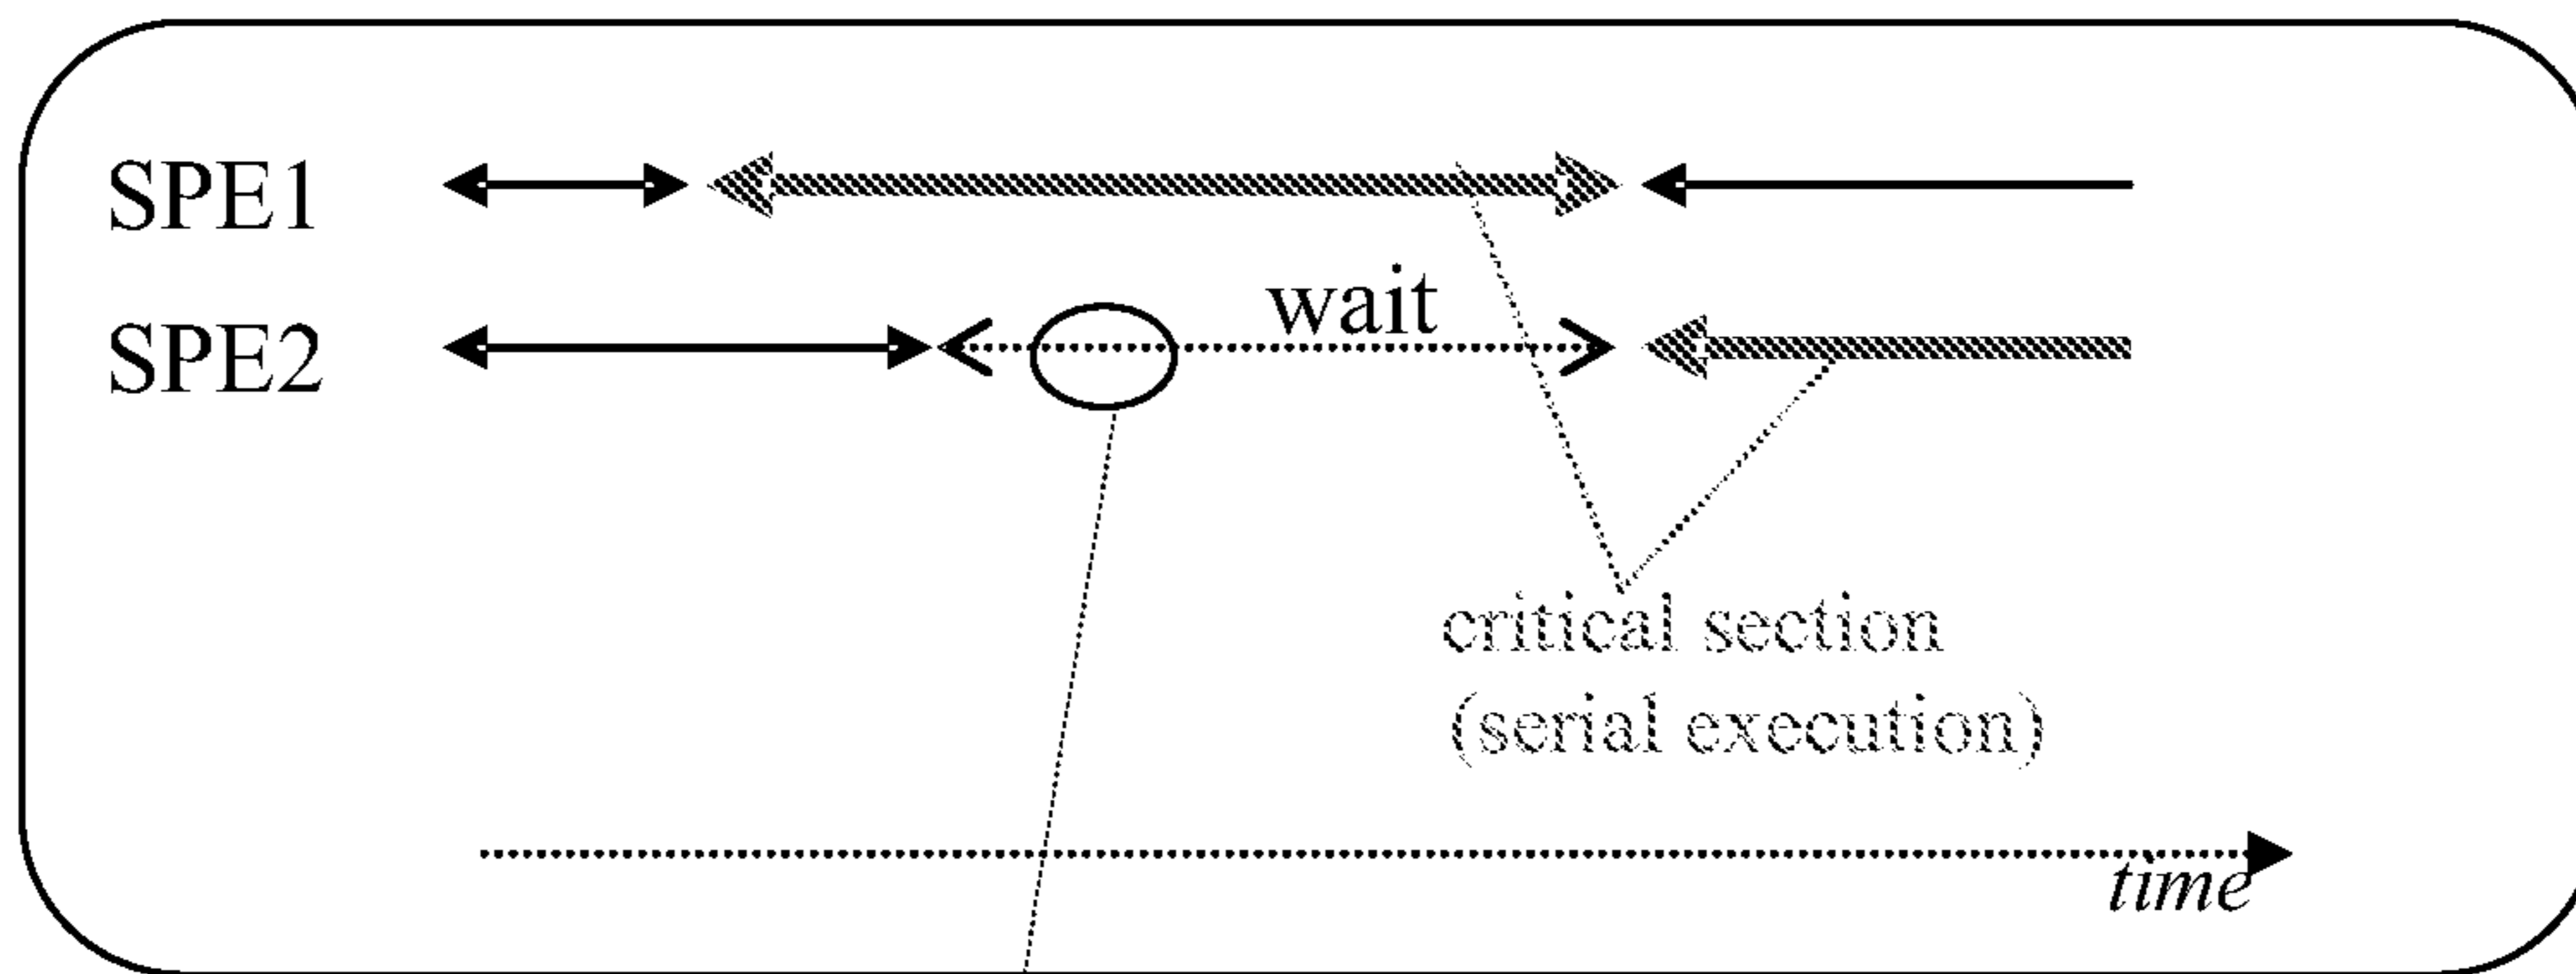 SPE1
wait
SPE2
critical section
(serial execution)
time